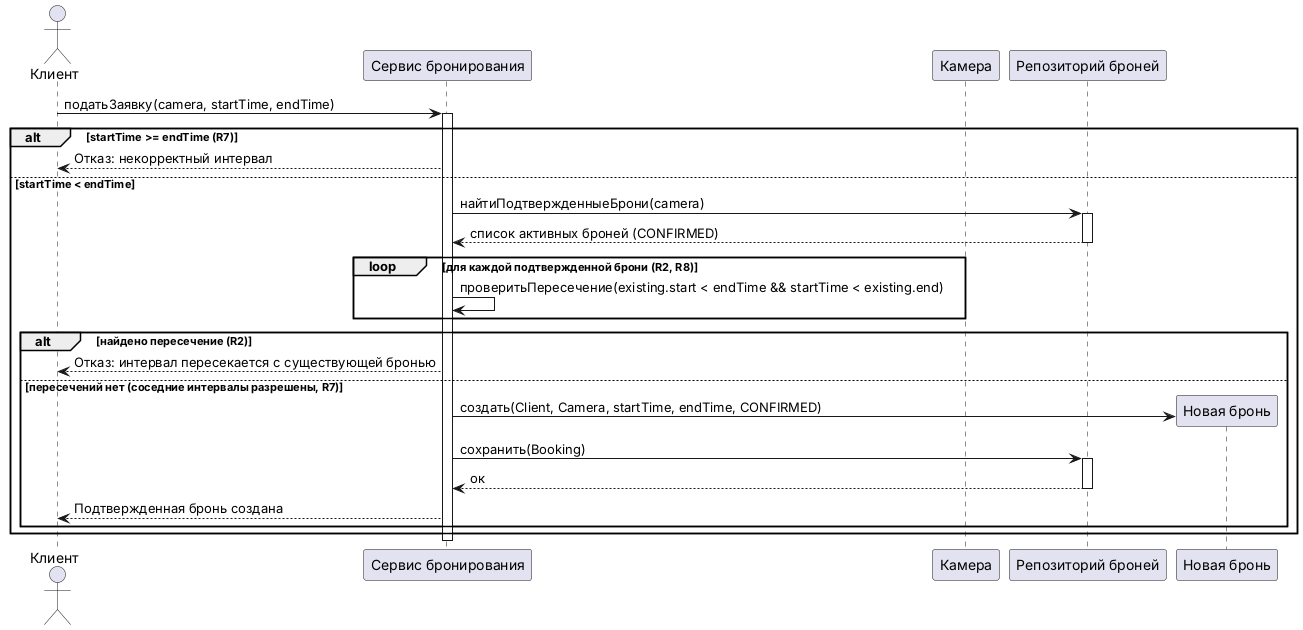 Клиент
Сервис бронирования
Камера
Репозиторий броней
податьЗаявку(camera, startTime, endTime)
alt [startTime >= endTime (R7)]
Отказ: некорректный интервал
[startTime < endTime]
найтиПодтвержденныеБрони(camera)
список активных броней (CONFIRMED)
loop [для каждой подтвержденной брони (R2, R8)]
проверитьПересечение(existing.start < endTime && startTime < existing.end)
alt [найдено пересечение (R2)]
Отказ: интервал пересекается с существующей бронью
[пересечений нет (соседние интервалы разрешены, R7)]
создать(Client, Camera, startTime, endTime, CONFIRMED)
Новая бронь
сохранить(Booking)
ок
Подтвержденная бронь создана
Клиент
Сервис бронирования
Камера
Репозиторий броней
Новая бронь